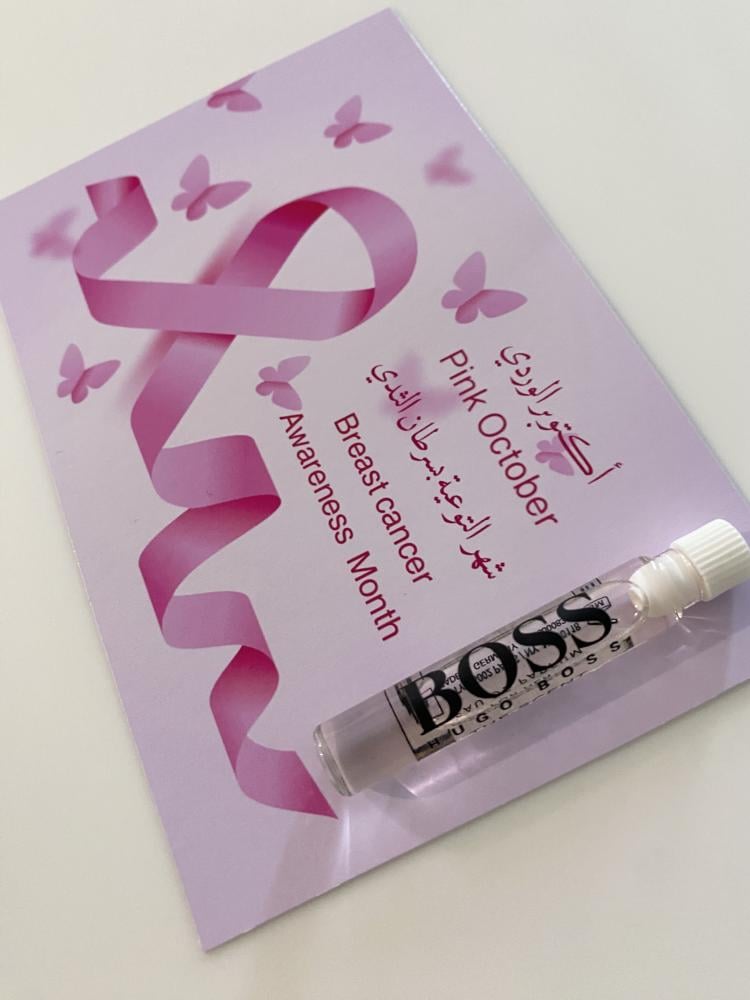 أكتوبر الوردي
Pink October
شهر التوعية بسرطان الثدي
Breast cancer
Awareness Month
BOSS
HUGO BOSS